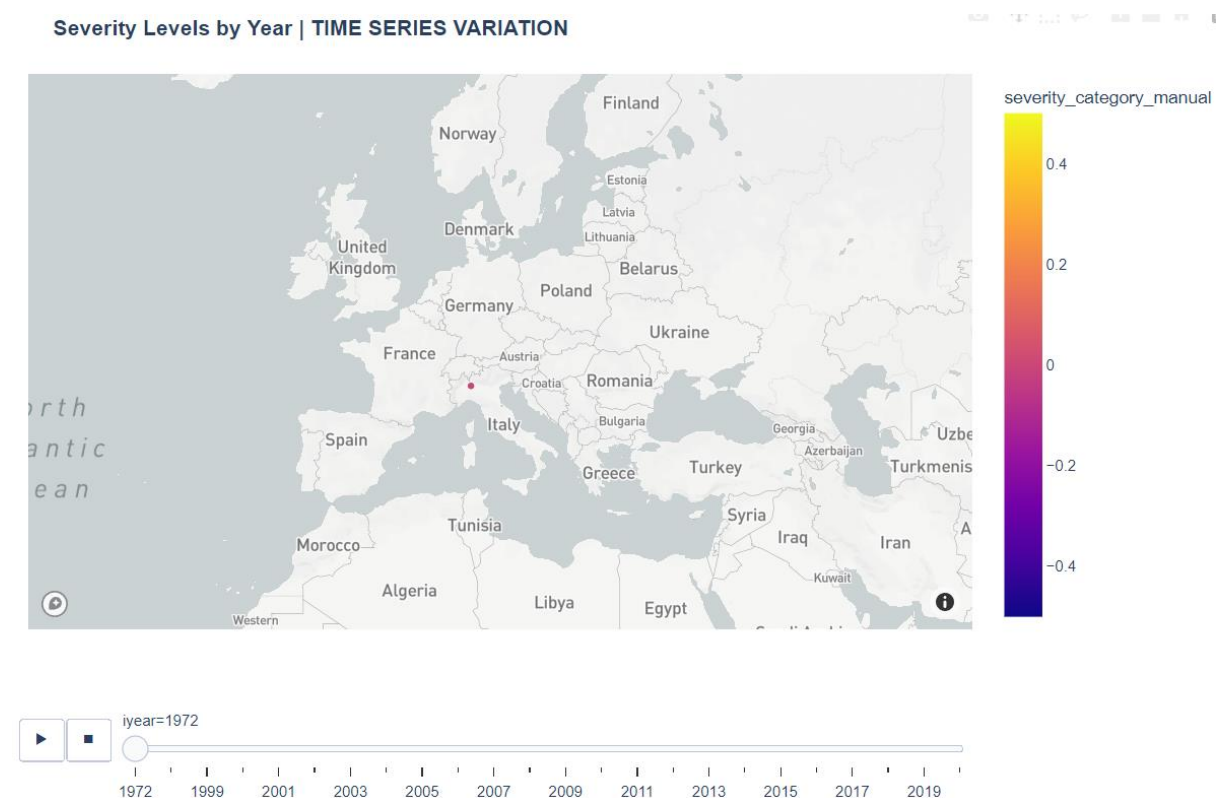 Severity Levels by Year | TIME SERIES VARIATION
severity_category_manual
0.4
0.2
0
−0.2
−0.4
Finland
Norway
Estonia
Latvia
Denmark
Lithuania
United
Kingdom
Belarus
Poland
Germany
Ukraine
France
Austria
Croatia
Romania
orth
antic
ean
Italy
Bulgaria
Georgia
Uzbe
Spain
Azerbaijan
Greece
Turkey
Turkmenis
Syria
Tunisia
Iraq
Iran
A
Morocco
Kuwait
Algeria
Libya
Egypt
Western
iyear=1972
1972 1999 2001 2003 2005 2007 2009 2011 2013 2015 2017 2019